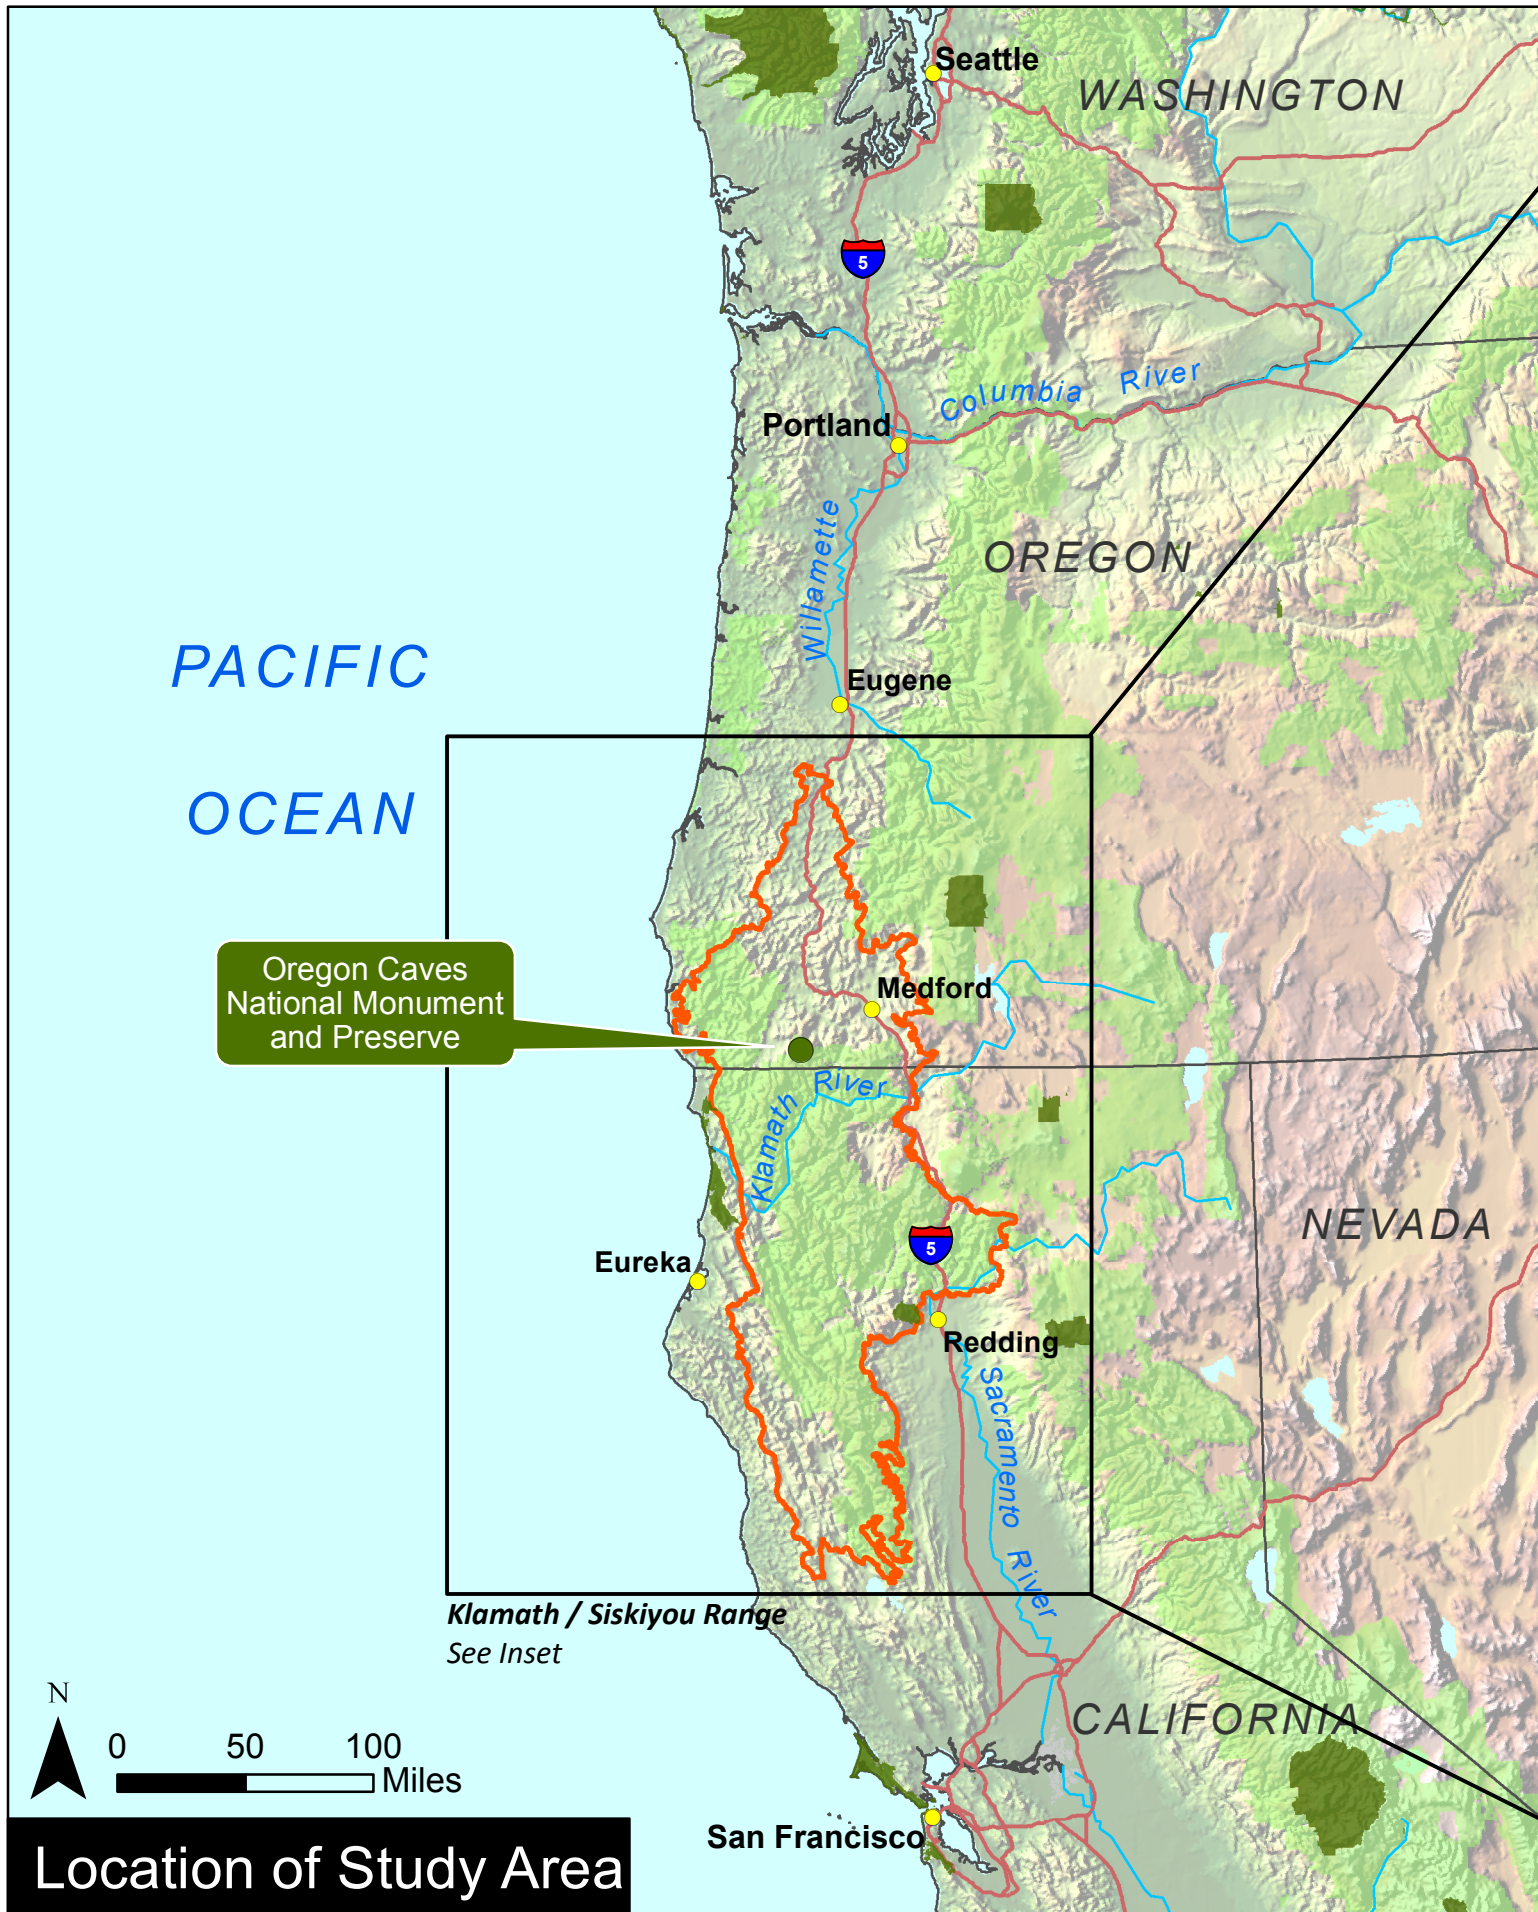 Seattle
WASHINGTON
5
Columbia River
Portland
Willamette
OREGON
PACIFIC
OCEAN
Eugene
Oregon Caves
National Monument
and Preserve
Medford
Klamath River
NEVADA
5
Eureka
Redding
Sacramento River
Klamath / Siskiyou Range
See Inset
N
0 50 100
Miles
CALIFORNIA
San Francisco
Location of Study Area